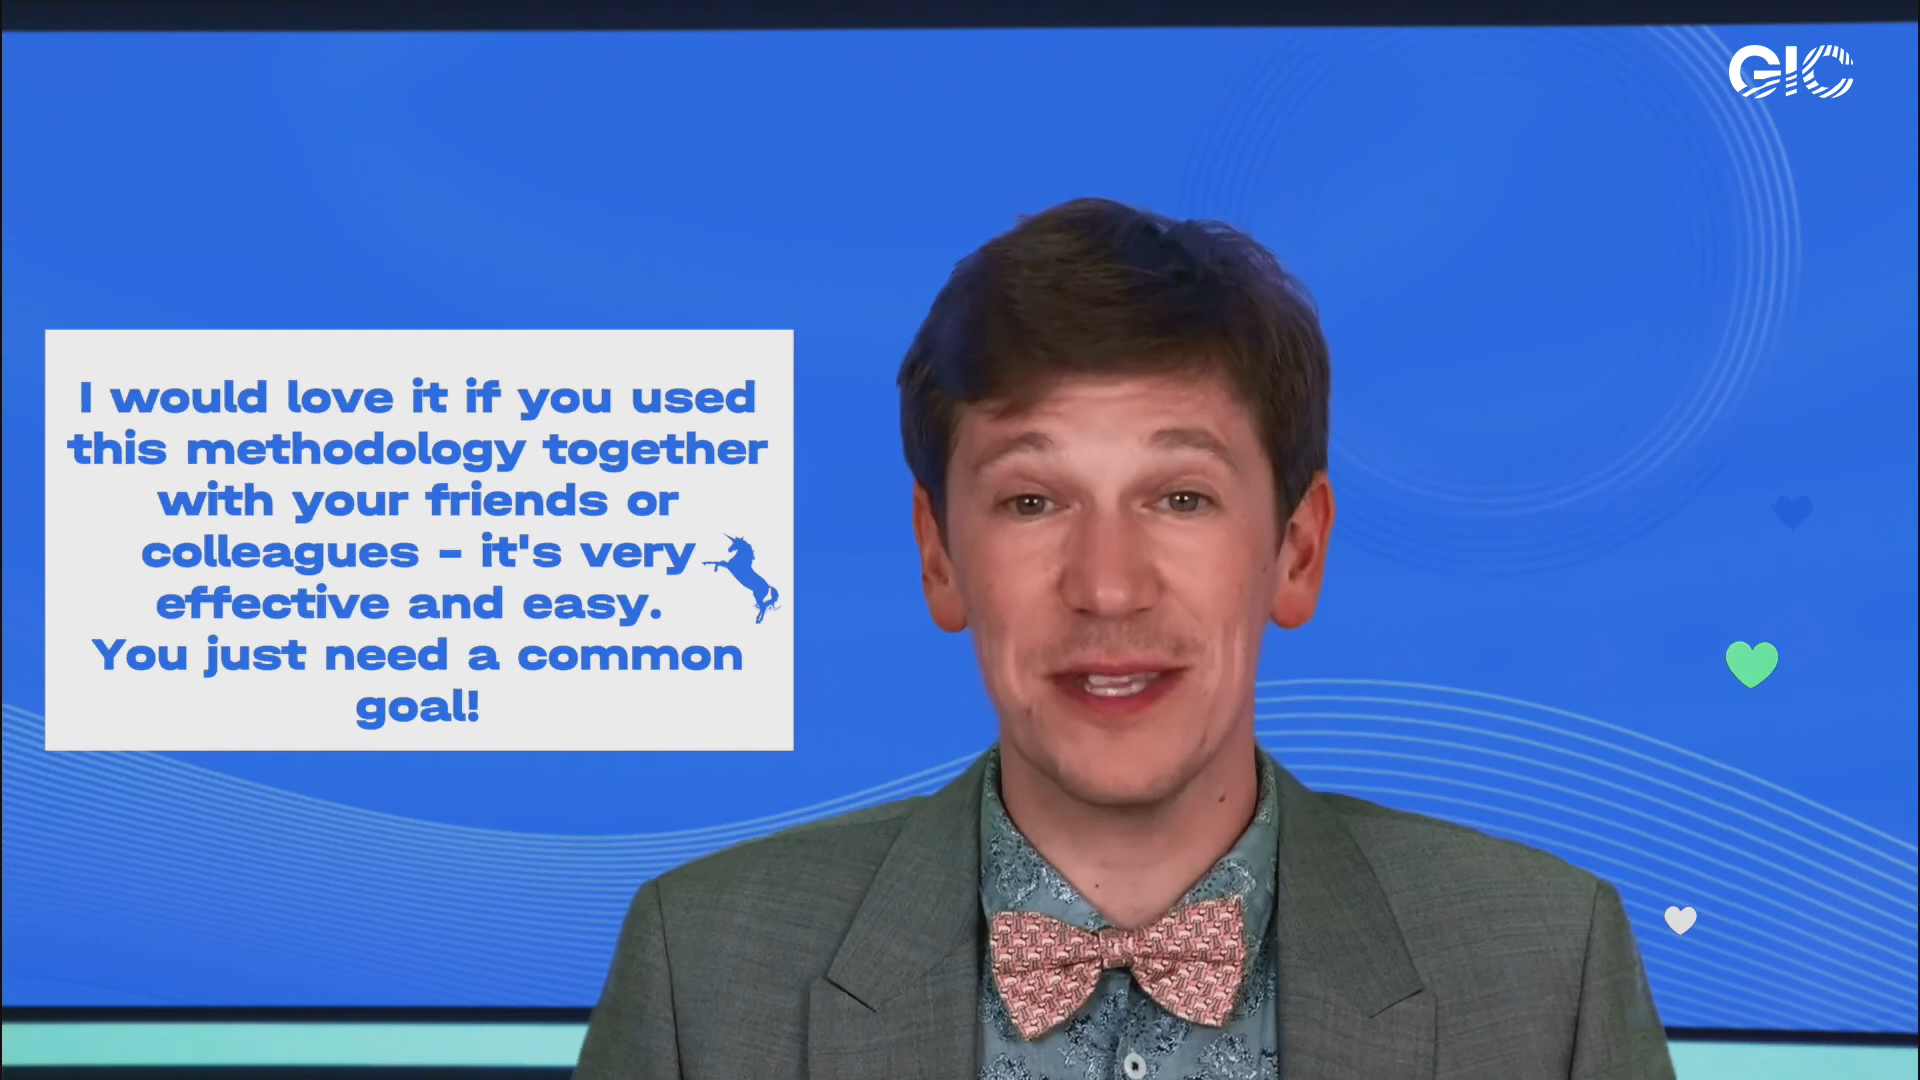 GIC
I would love it if you used
this methodology together
with your friends or
colleagues - it's very
effective and easy.
You just need a common
goal!